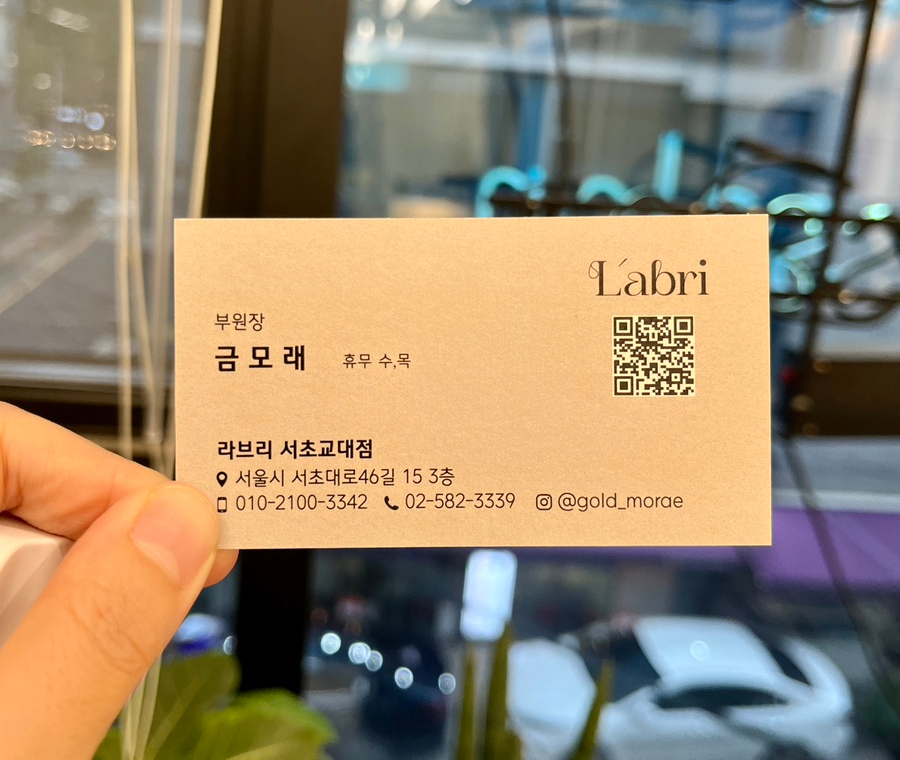 L'abri
부원장
금모래 휴무 수,목
라브리 서초교대점
서울시 서초대로46길 15 3층
010-2100-3342 02-582-3339 @gold_morae